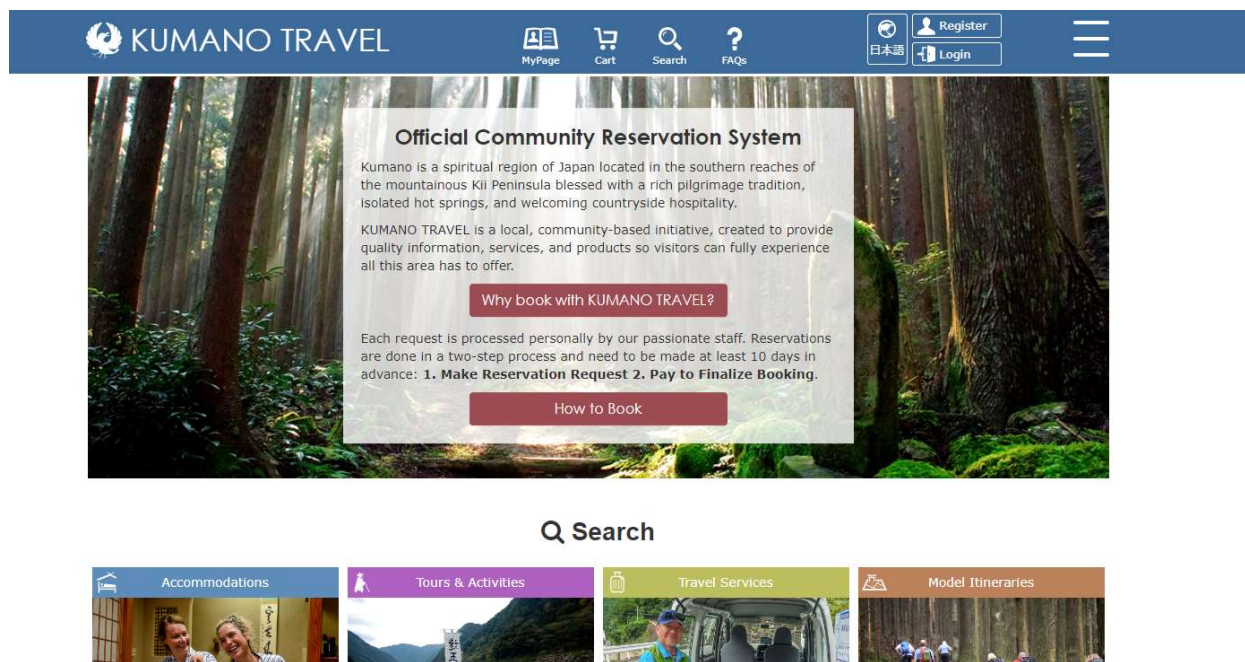 KUMANO TRAVEL
MyPage
Cart
Search
FAQs
日本語
Register
Login
Official Community Reservation System
Kumano is a spiritual region of Japan located in the southern reaches of
the mountainous Kii Peninsula blessed with a rich pilgrimage tradition,
isolated hot springs, and welcoming countryside hospitality.
KUMANO TRAVEL is a local, community-based initiative, created to provide
quality information, services, and products so visitors can fully experience
all this area has to offer.
Why book with KUMANO TRAVEL?
Each request is processed personally by our passionate staff. Reservations
are done in a two-step process and need to be made at least 10 days in
advance: 1. Make Reservation Request 2. Pay to Finalize Booking.
How to Book
Search
Accommodations
Tours & Activities
Travel Services
Model Itineraries